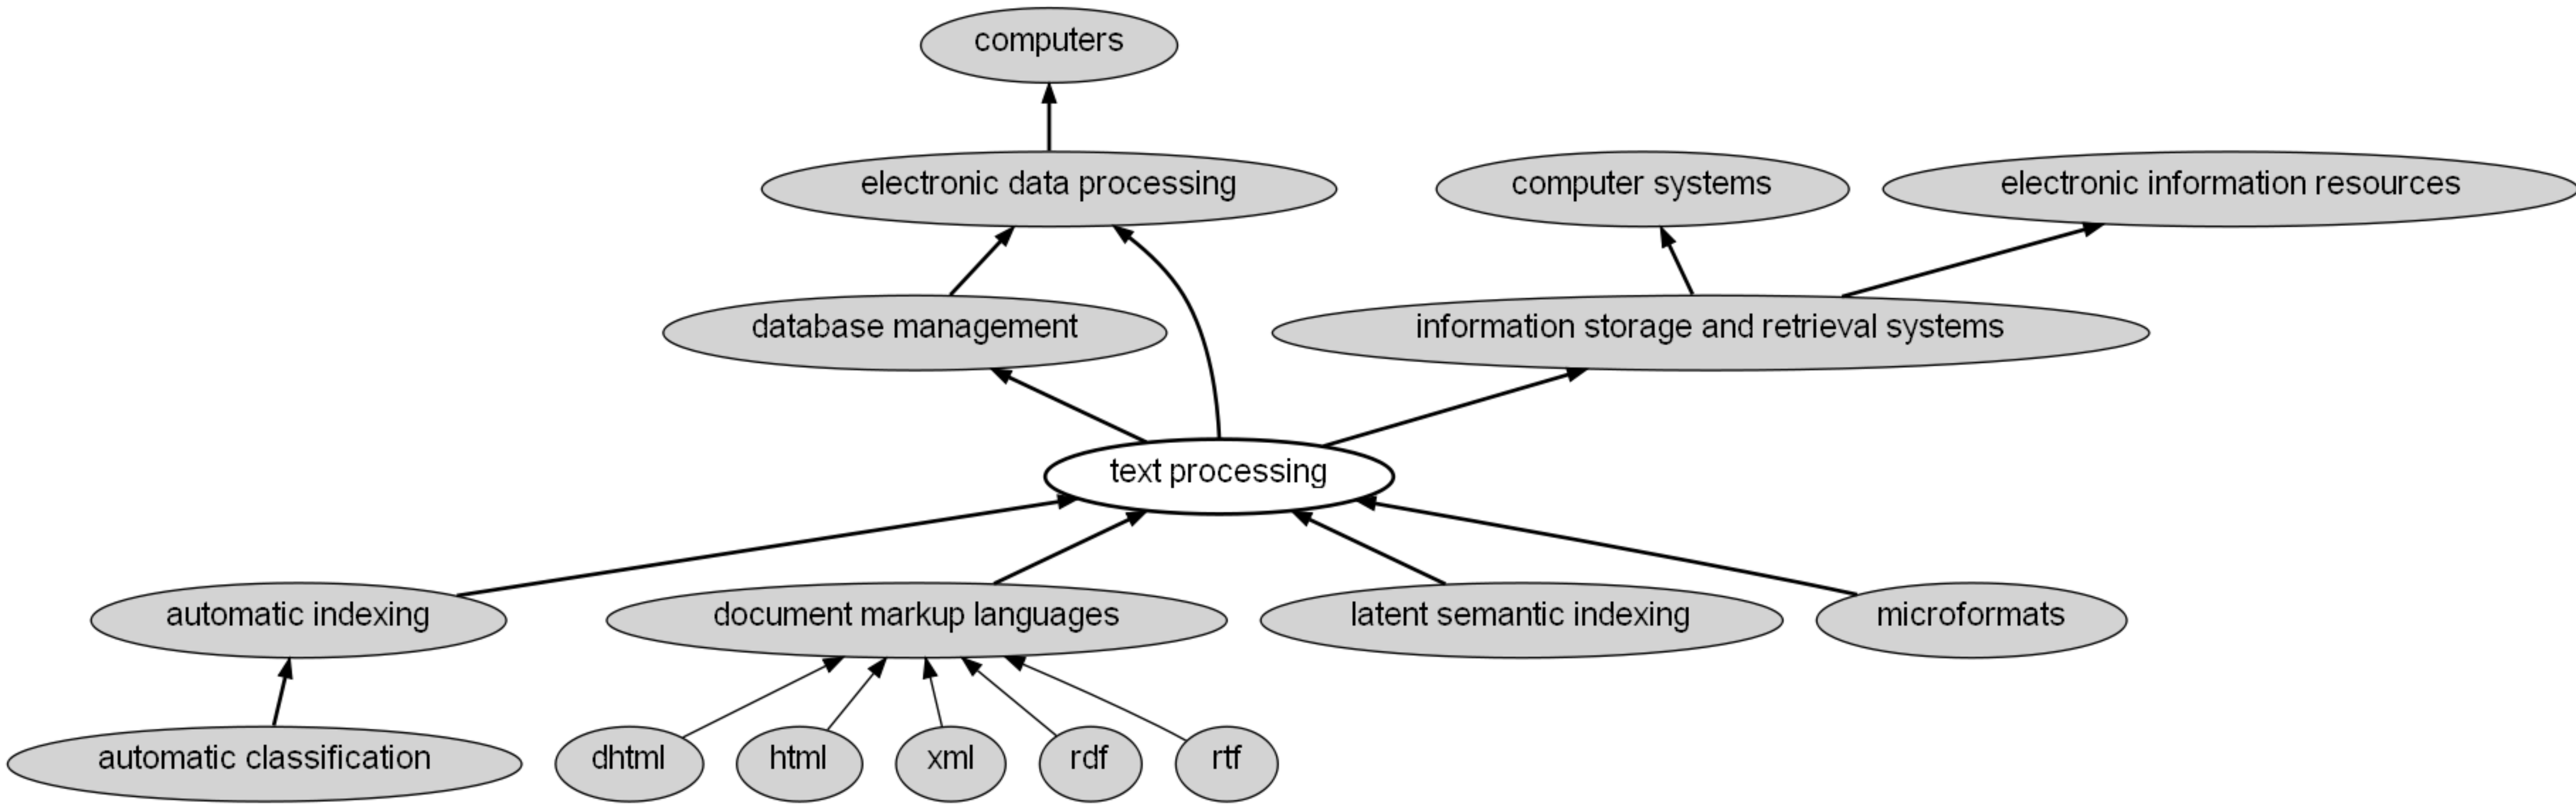 computers
electronic data processing
computer systems
electronic information resources
database management
information storage and retrieval systems
text processing
automatic indexing
document markup languages
latent semantic indexing
microformats
automatic classification
dhtml
html
xml
rdf
rtf